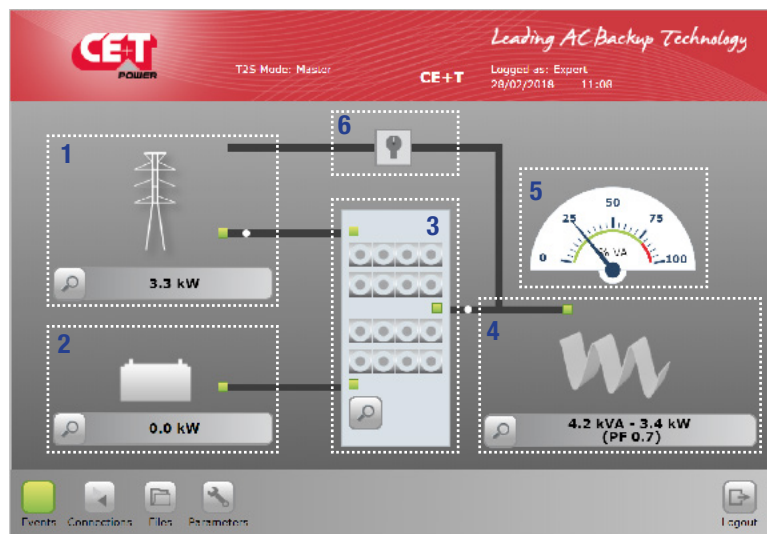 CE+T
POWER
Leading AC Backup Technology
T2S Mode: Master
CE+T
Logged as: Expert
28/02/2018 11:08
1
6
5
3
0
25
50
75
100
% VA
3.3 kW
2
4
0.0 kW
4.2 kVA - 3.4 kW
(PF 0.7)
Events
Connections
Files
Parameters
Logout